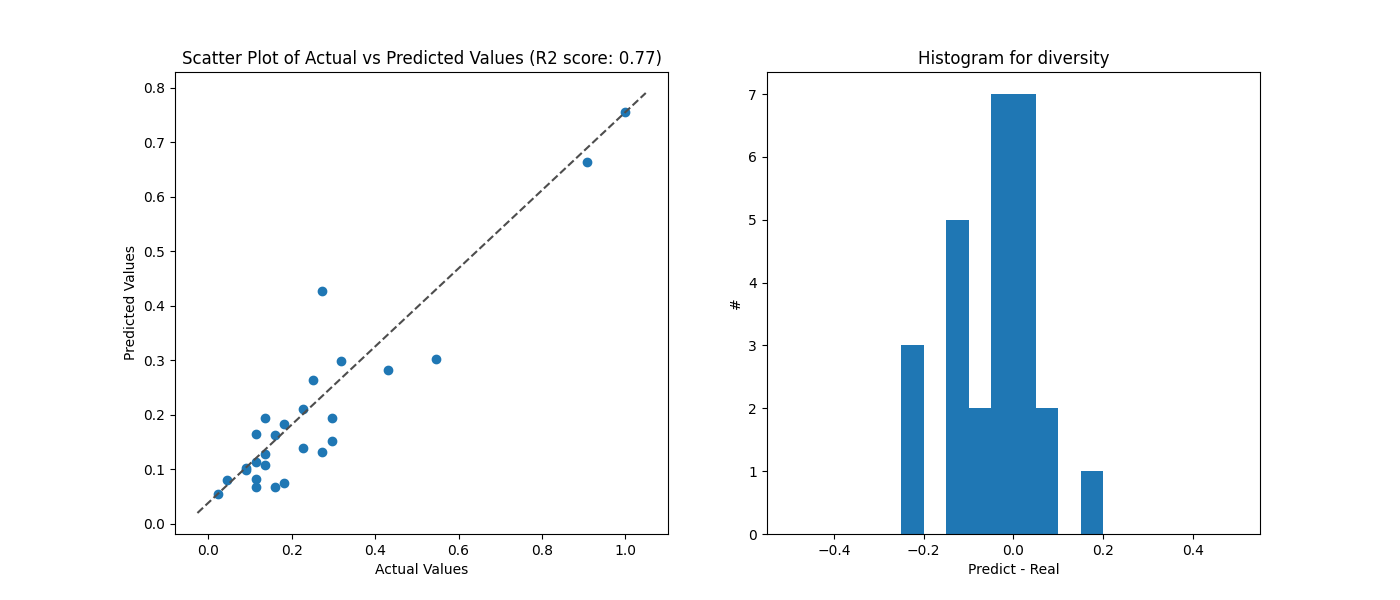 Scatter Plot of Actual vs Predicted Values (R2 score: 0.77)
0.8
0.7
0.6
0.5
0.4
0.3
0.2
0.1
0.0
Predicted Values
0.0 0.2 0.4 0.6 0.8 1.0
Actual Values
Histogram for diversity
7
6
5
4
3
2
1
0
#
−0.4 −0.2 0.0 0.2 0.4
Predict - Real